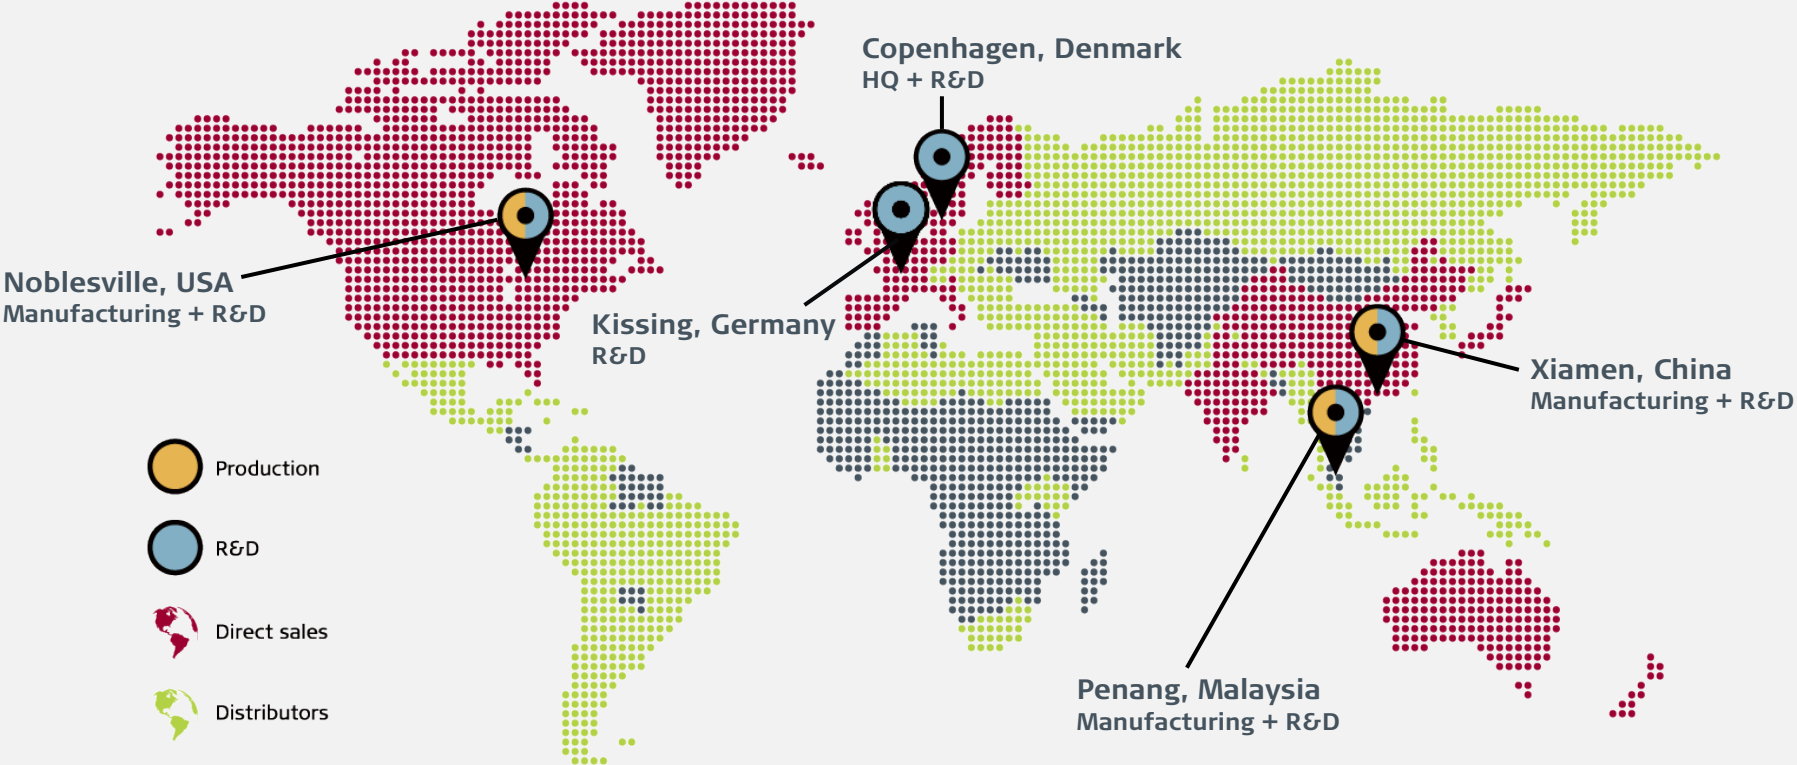 Copenhagen, Denmark
HQ + R&D
Noblesville, USA
Manufacturing + R&D
Kissing, Germany
R&D
Xiamen, China
Manufacturing + R&D
Production
R&D
Direct sales
Penang, Malaysia
Manufacturing + R&D
Distributors